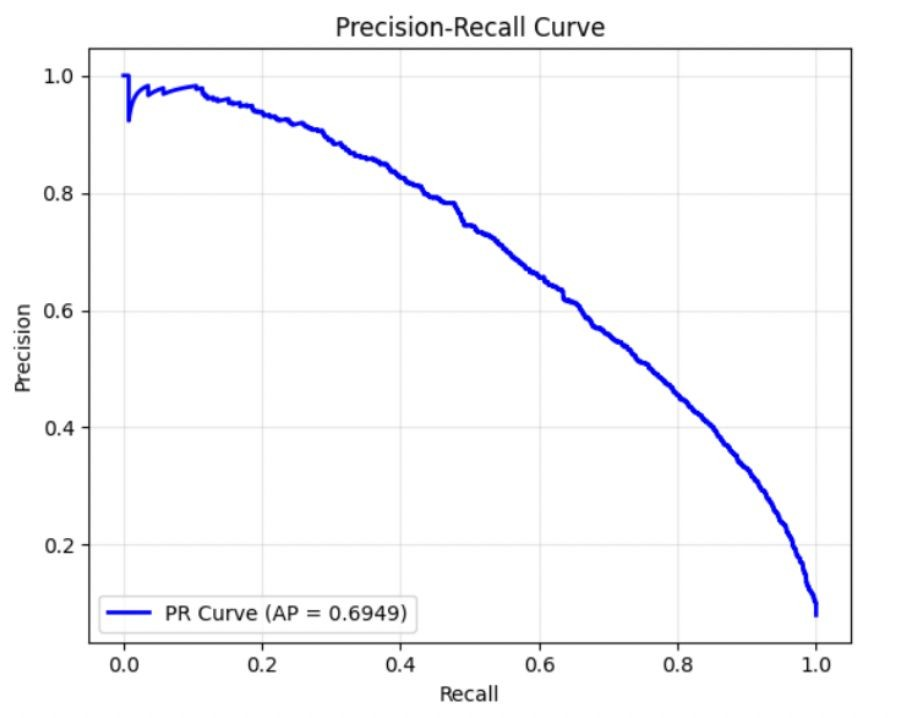 Precision-Recall Curve
1.0
0.8
0.6
0.4
0.2
Precision
PR Curve (AP = 0.6949)
0.0 0.2 0.4 0.6 0.8 1.0
Recall